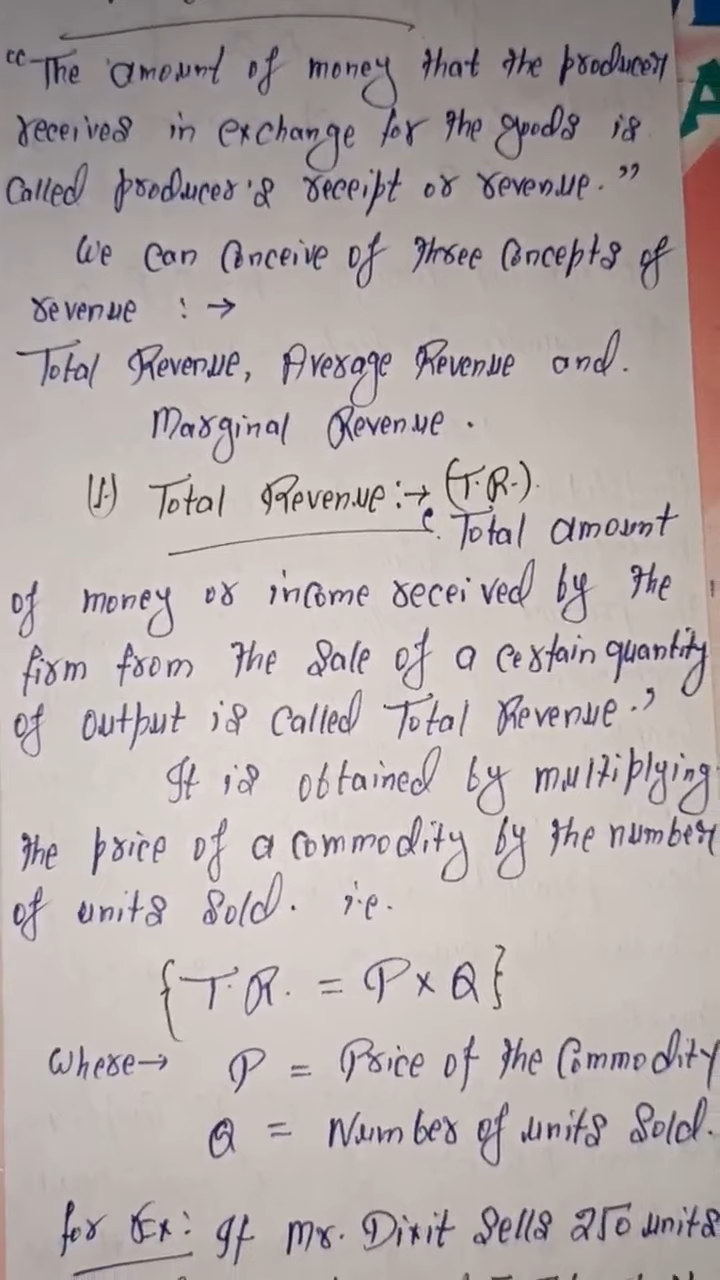 "The amount of money that the producer
received in exchange for the goods is
Called producer's receipt or revenue."
We can Conceive of three Concepts of
revenue : →
Total Revenue, Average Revenue and.
Marginal Revenue.
(1.) Total Revenue :→ (T.R.).
"Total amount
of money or income received by the
firm from the sale of a certain quantity
of output is called Total Revenue."
It is obtained by multiplying
the price of a commodity by the number
of units Sold. i.e.
{T.R. = P × Q}
Where→ P = Price of the Commodity
Q = Number of units Sold.
for Ex: If Mr. Dixit Sells 250 units